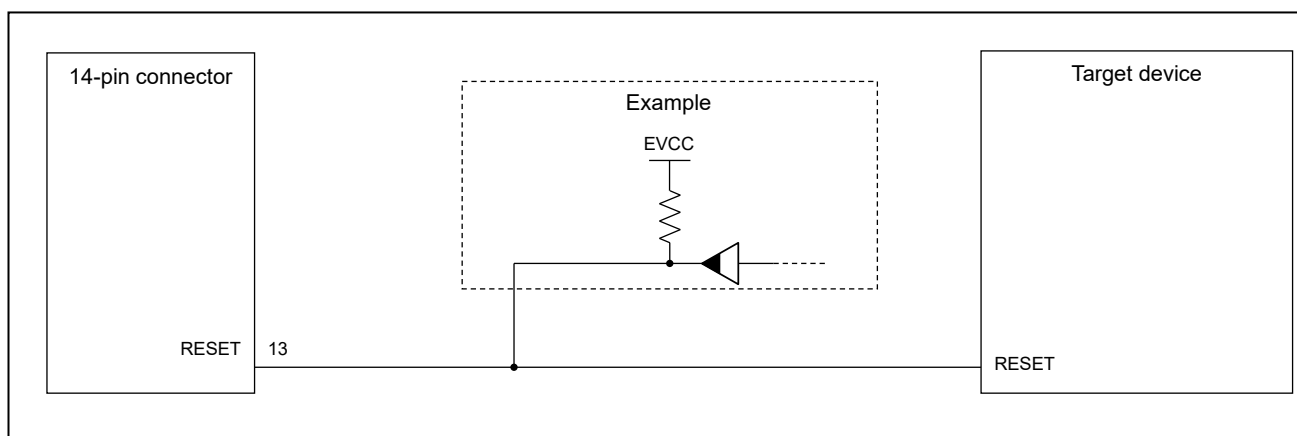 14-pin connector
Example
Target device
EVCC
RESET
13
RESET